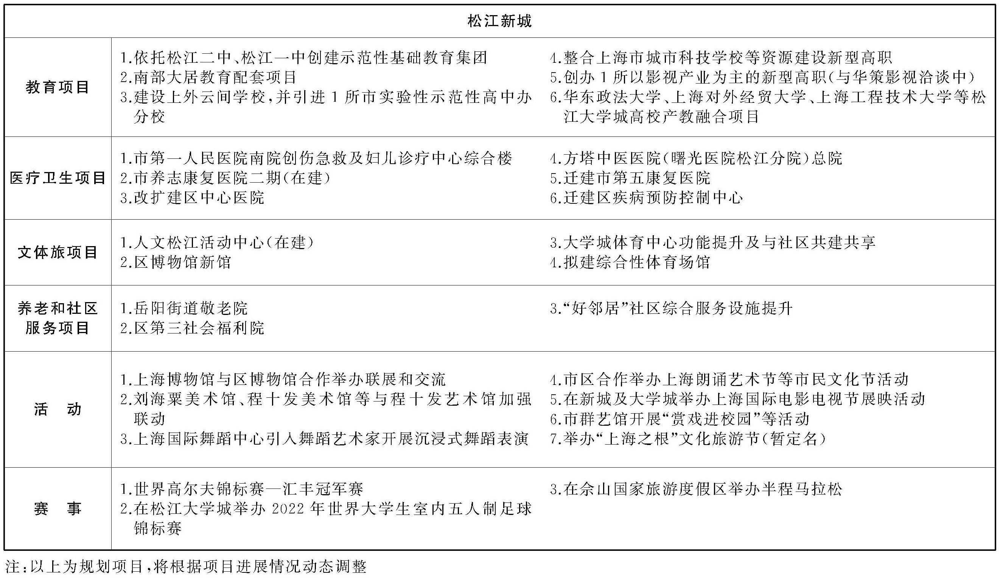 松江新城
教育项目
1.依托松江二中、松江一中创建示范性基础教育集团
2.南部大居教育配套项目
3.建设上外云间学校,并引进1所市实验性示范性高中办
分校
4.整合上海市城市科技学校等资源建设新型高职
5.创办1所以影视产业为主的新型高职(与华策影视洽谈中)
6.华东政法大学、上海对外经贸大学、上海工程技术大学等松
江大学城高校产教融合项目
医疗卫生项目
1.市第一人民医院南院创伤急救及妇儿诊疗中心综合楼
2.市养志康复医院二期(在建)
3.改扩建区中心医院
4.方塔中医医院(曙光医院松江分院)总院
5.迁建市第五康复医院
6.迁建区疾病预防控制中心
文体旅项目
1.人文松江活动中心(在建)
2.区博物馆新馆
3.大学城体育中心功能提升及与社区共建共享
4.拟建综合性体育场馆
养老和社区
服务项目
1.岳阳街道敬老院
2.区第三社会福利院
3.“好邻居”社区综合服务设施提升
活 动
1.上海博物馆与区博物馆合作举办联展和交流
2.刘海粟美术馆、程十发美术馆等与程十发艺术馆加强
联动
3.上海国际舞蹈中心引入舞蹈艺术家开展沉浸式舞蹈表演
4.市区合作举办上海朗诵艺术节等市民文化节活动
5.在新城及大学城举办上海国际电影电视节展映活动
6.市群艺馆开展“赏戏进校园”等活动
7.举办“上海之根”文化旅游节(暂定名)
赛 事
1.世界高尔夫锦标赛—汇丰冠军赛
2.在松江大学城举办2022年世界大学生室内五人制足球
锦标赛
3.在佘山国家旅游度假区举办半程马拉松
注:以上为规划项目,将根据项目进展情况动态调整